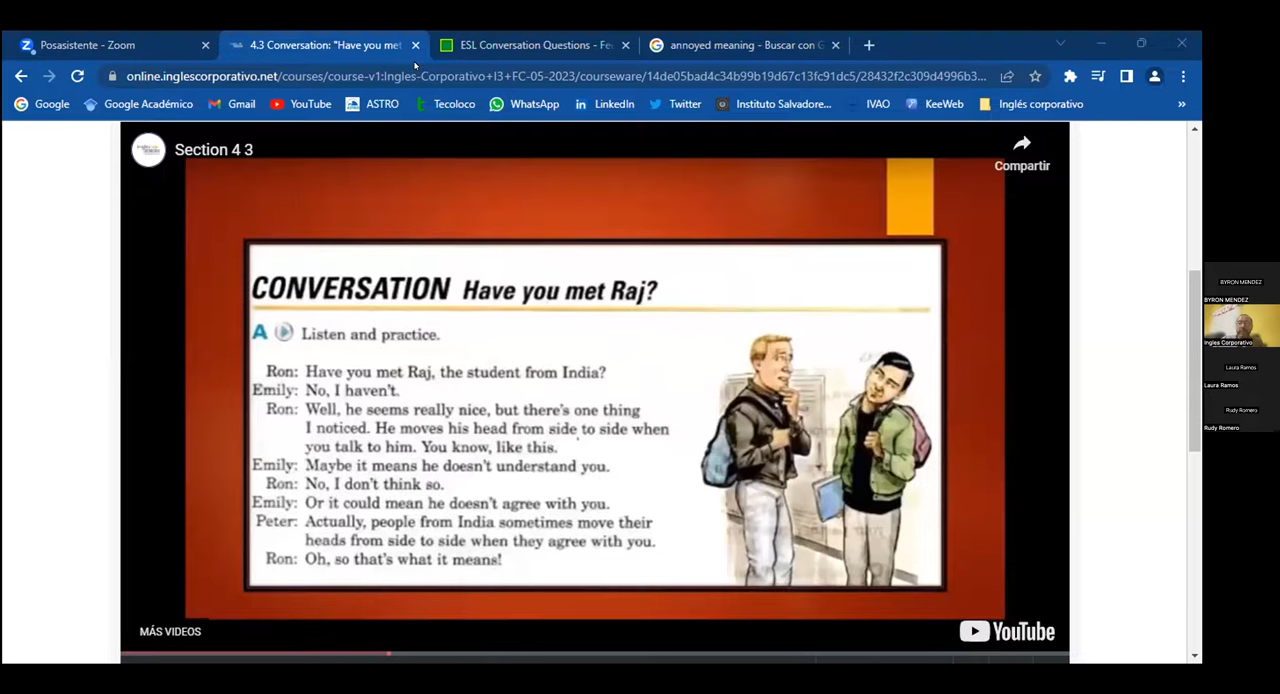 Posasistente - Zoom
4.3 Conversation: "Have you met
ESL Conversation Questions - Fe
annoyed meaning - Buscar con G
online.inglescorporativo.net/courses/course-v1:Ingles-Corporativo+I3+FC-05-2023/courseware/14de05bad4c34b99b19d67c13fc91dc5/28432f2c309d4996b3...
Google
Google Académico
Gmail
YouTube
ASTRO
Tecoloco
WhatsApp
LinkedIn
Twitter
Instituto Salvadore...
IVAO
KeeWeb
Inglés corporativo
»
Section 4 3
Compartir
CONVERSATION Have you met Raj?
A Listen and practice.
Ron: Have you met Raj, the student from India?
Emily: No, I haven't.
Ron: Well, he seems really nice, but there's one thing
I noticed. He moves his head from side to side when
you talk to him. You know, like this.
Emily: Maybe it means he doesn't understand you.
Ron: No, I don't think so.
Emily: Or it could mean he doesn't agree with you.
Peter: Actually, people from India sometimes move their
heads from side to side when they agree with you.
Ron: Oh, so that's what it means!
MÁS VIDEOS
YouTube
BYRON MENDEZ
BYRON MENDEZ
Ingles Corporativo
Laura Ramos
Laura Ramos
Rudy Romero
Rudy Romero